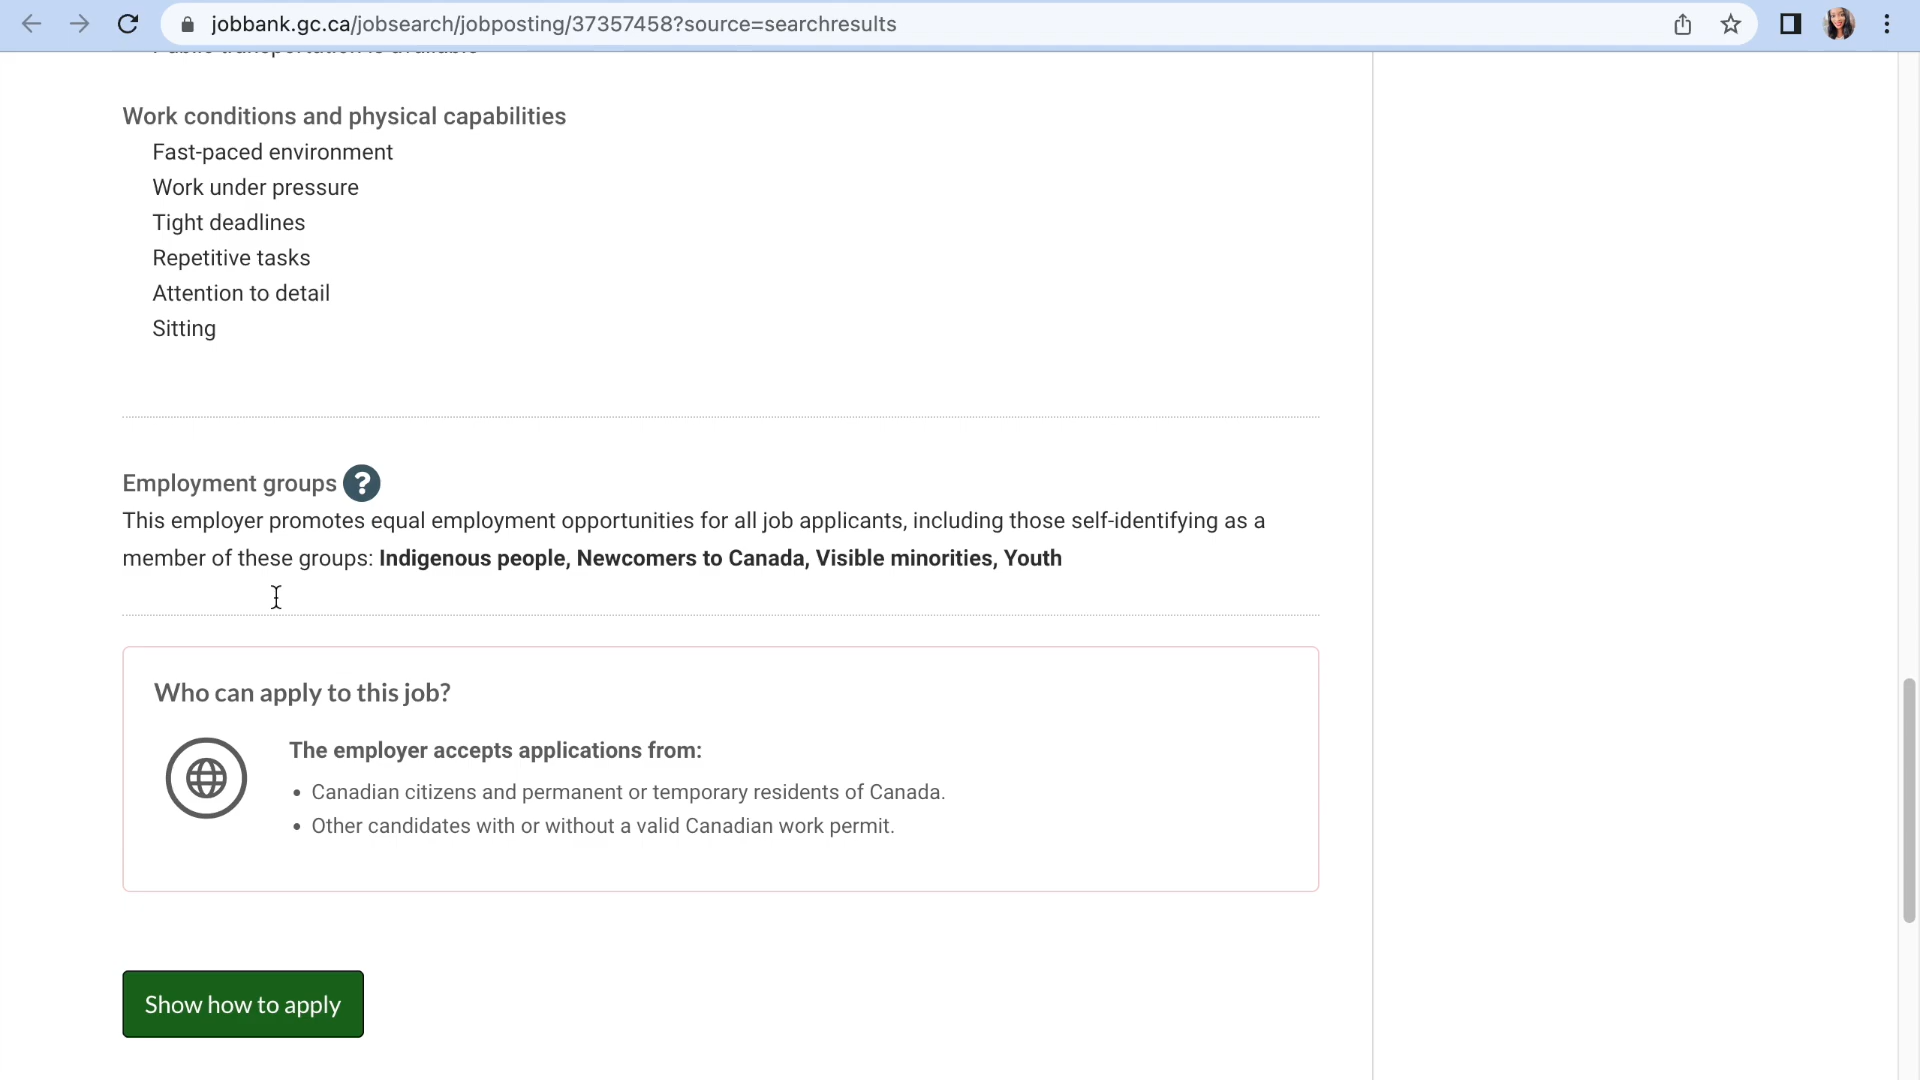 jobbank.gc.ca/jobsearch/jobposting/37357458?source=searchresults
Public transportation is available
Work conditions and physical capabilities
Fast-paced environment
Work under pressure
Tight deadlines
Repetitive tasks
Attention to detail
Sitting
Employment groups ?
This employer promotes equal employment opportunities for all job applicants, including those self-identifying as a
member of these groups: Indigenous people, Newcomers to Canada, Visible minorities, Youth
Who can apply to this job?
The employer accepts applications from:
• Canadian citizens and permanent or temporary residents of Canada.
• Other candidates with or without a valid Canadian work permit.
Show how to apply